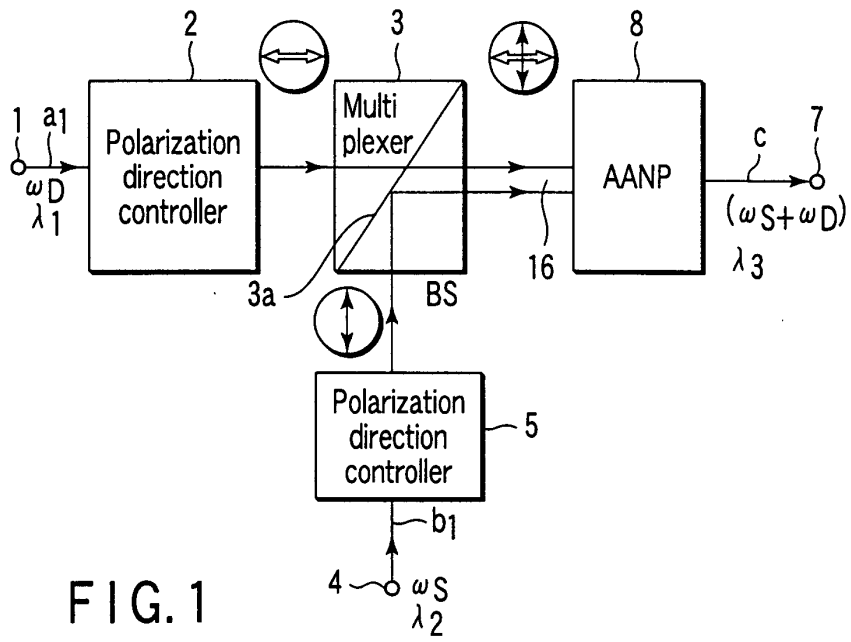 2
3
8
1
a1
ωD
λ1
Polarization
direction
controller
Multi
plexer
3a
BS
16
AANP
c
7
(ωS+ωD)
λ3
Polarization
direction
controller
5
b1
4
ωS
λ2
FIG. 1